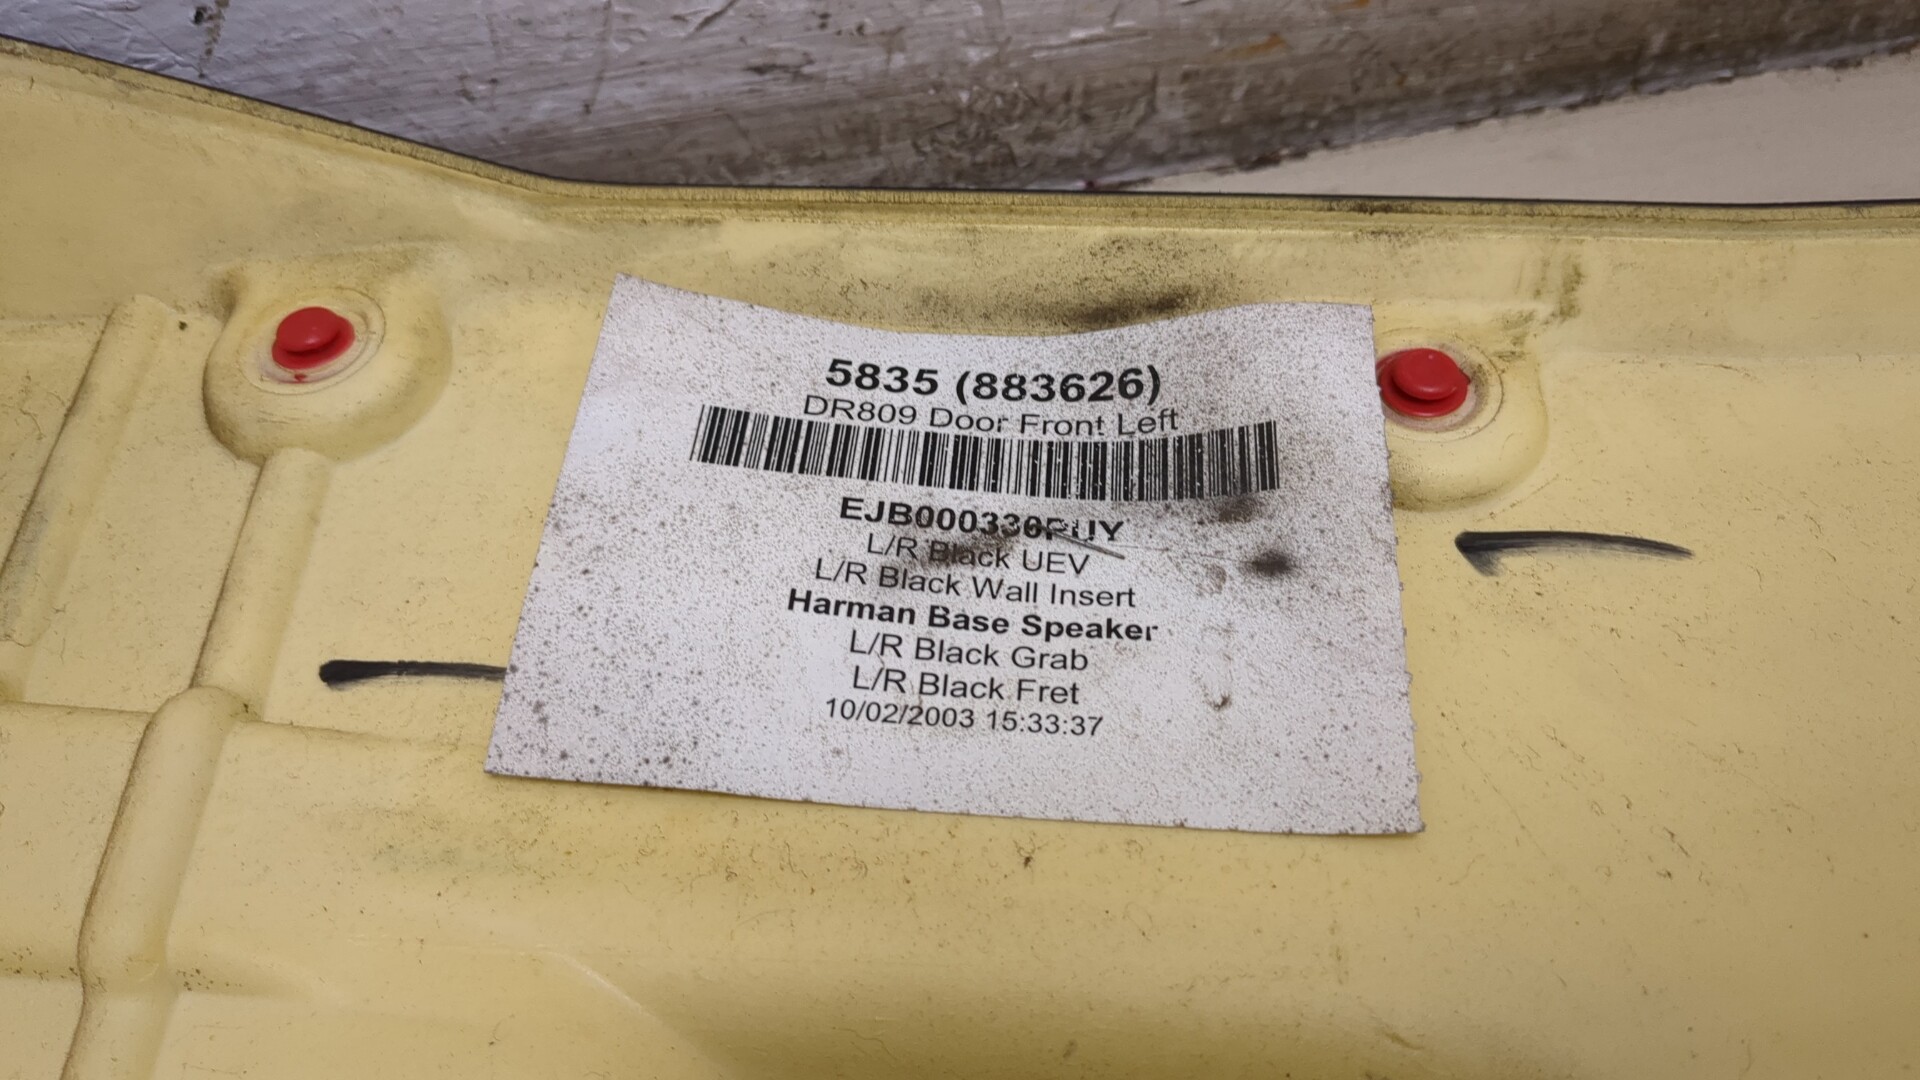 5835 (883626)
DR809 Door Front Left
EJB000330PUY
L/R Black UEV
L/R Black Wall Insert
Harman Base Speaker
L/R Black Grab
L/R Black Fret
10/02/2003 15:33:37